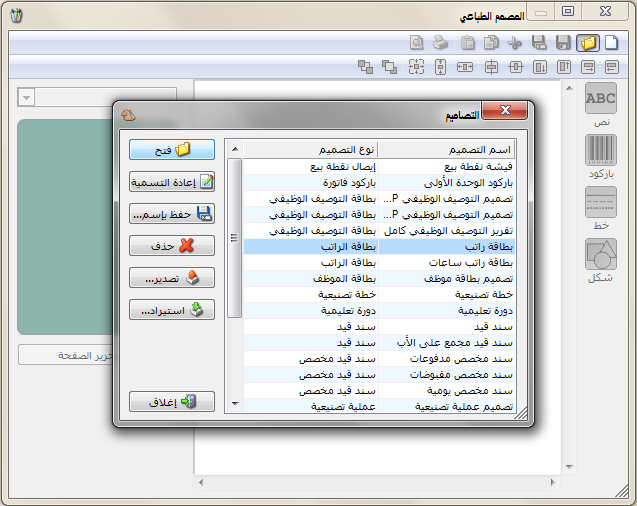 المصمم الطباعي
ABC
نص
باركود
خط
شكل
تحرير الصفحة
التصاميم
اسم التصميم نوع التصميم
فيشة نقطة بيع إيصال نقطة بيع
باركود الوحدة الأولى باركود فاتورة
تصميم التوصيف الوظيفي P... بطاقة التوصيف الوظيفي
تصميم التوصيف الوظيفي P... بطاقة التوصيف الوظيفي
تقرير التوصيف الوظيفي كامل بطاقة التوصيف الوظيفي
بطاقة راتب بطاقة الراتب
بطاقة راتب ساعات بطاقة الراتب
تصميم بطاقة موظف بطاقة الموظف
خطة تصنيعية خطة تصنيعية
دورة تعليمية دورة تعليمية
سند قيد سند قيد
سند قيد مجمع على الأب سند قيد
سند مخصص مدفوعات سند قيد مخصص
سند مخصص مقبوضات سند قيد مخصص
سند مخصص يومية سند قيد مخصص
تصميم عملية تصنيعية عملية تصنيعية
فتح
إعادة التسمية
حفظ بإسم...
حذف
تصدير...
استيراد...
إغلاق